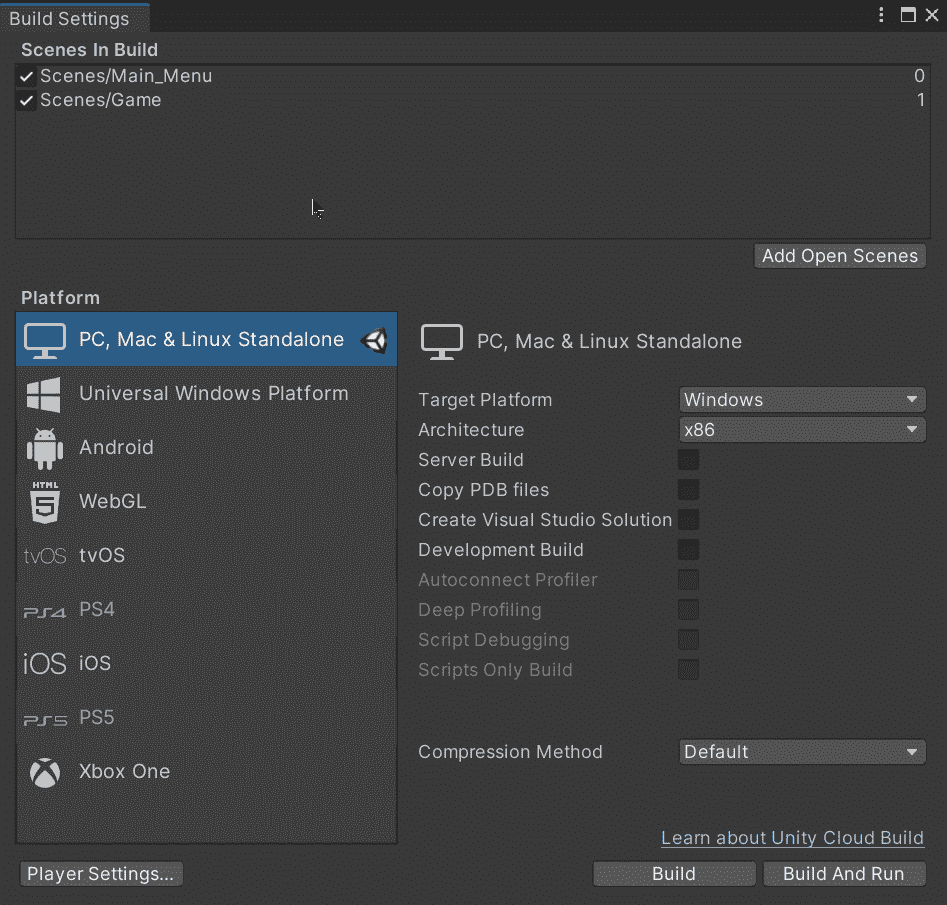 Build Settings
Scenes In Build
Scenes/Main_Menu 0
Scenes/Game 1
Add Open Scenes
Platform
PC, Mac & Linux Standalone
Universal Windows Platform
Android
HTML
5
WebGL
tvOS tvOS
PS4 PS4
iOS iOS
PS5 PS5
Xbox One
PC, Mac & Linux Standalone
Target Platform Windows
Architecture x86
Server Build
Copy PDB files
Create Visual Studio Solution
Development Build
Autoconnect Profiler
Deep Profiling
Script Debugging
Scripts Only Build
Compression Method Default
Learn about Unity Cloud Build
Player Settings...
Build
Build And Run